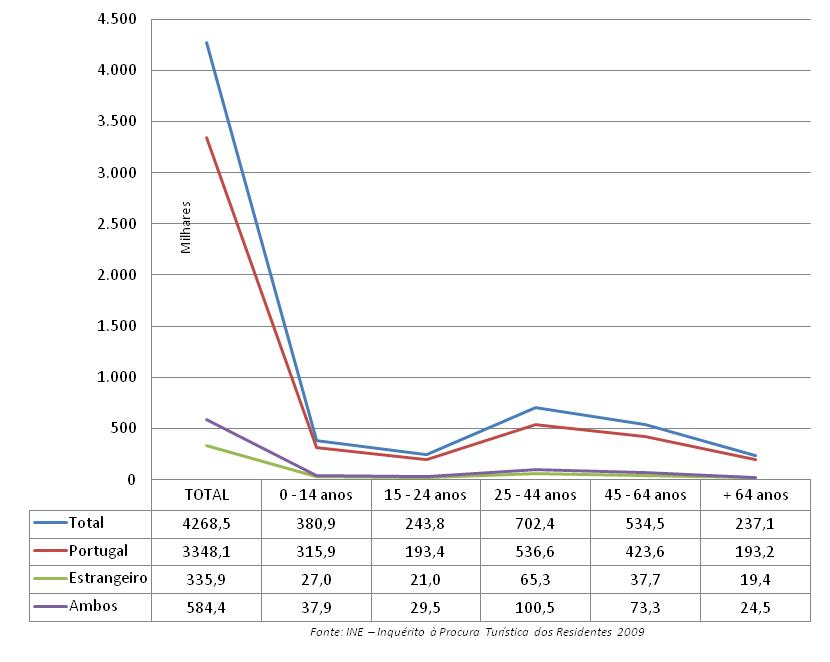 4.500
4.000
3.500
3.000
2.500
Milhares
2.000
1.500
1.000
500
0
TOTAL 0 - 14 anos 15 - 24 anos 25 - 44 anos 45 - 64 anos + 64 anos
Total 4268,5 380,9 243,8 702,4 534,5 237,1
Portugal 3348,1 315,9 193,4 536,6 423,6 193,2
Estrangeiro 335,9 27,0 21,0 65,3 37,7 19,4
Ambos 584,4 37,9 29,5 100,5 73,3 24,5
Fonte: INE – Inquérito à Procura Turística dos Residentes 2009